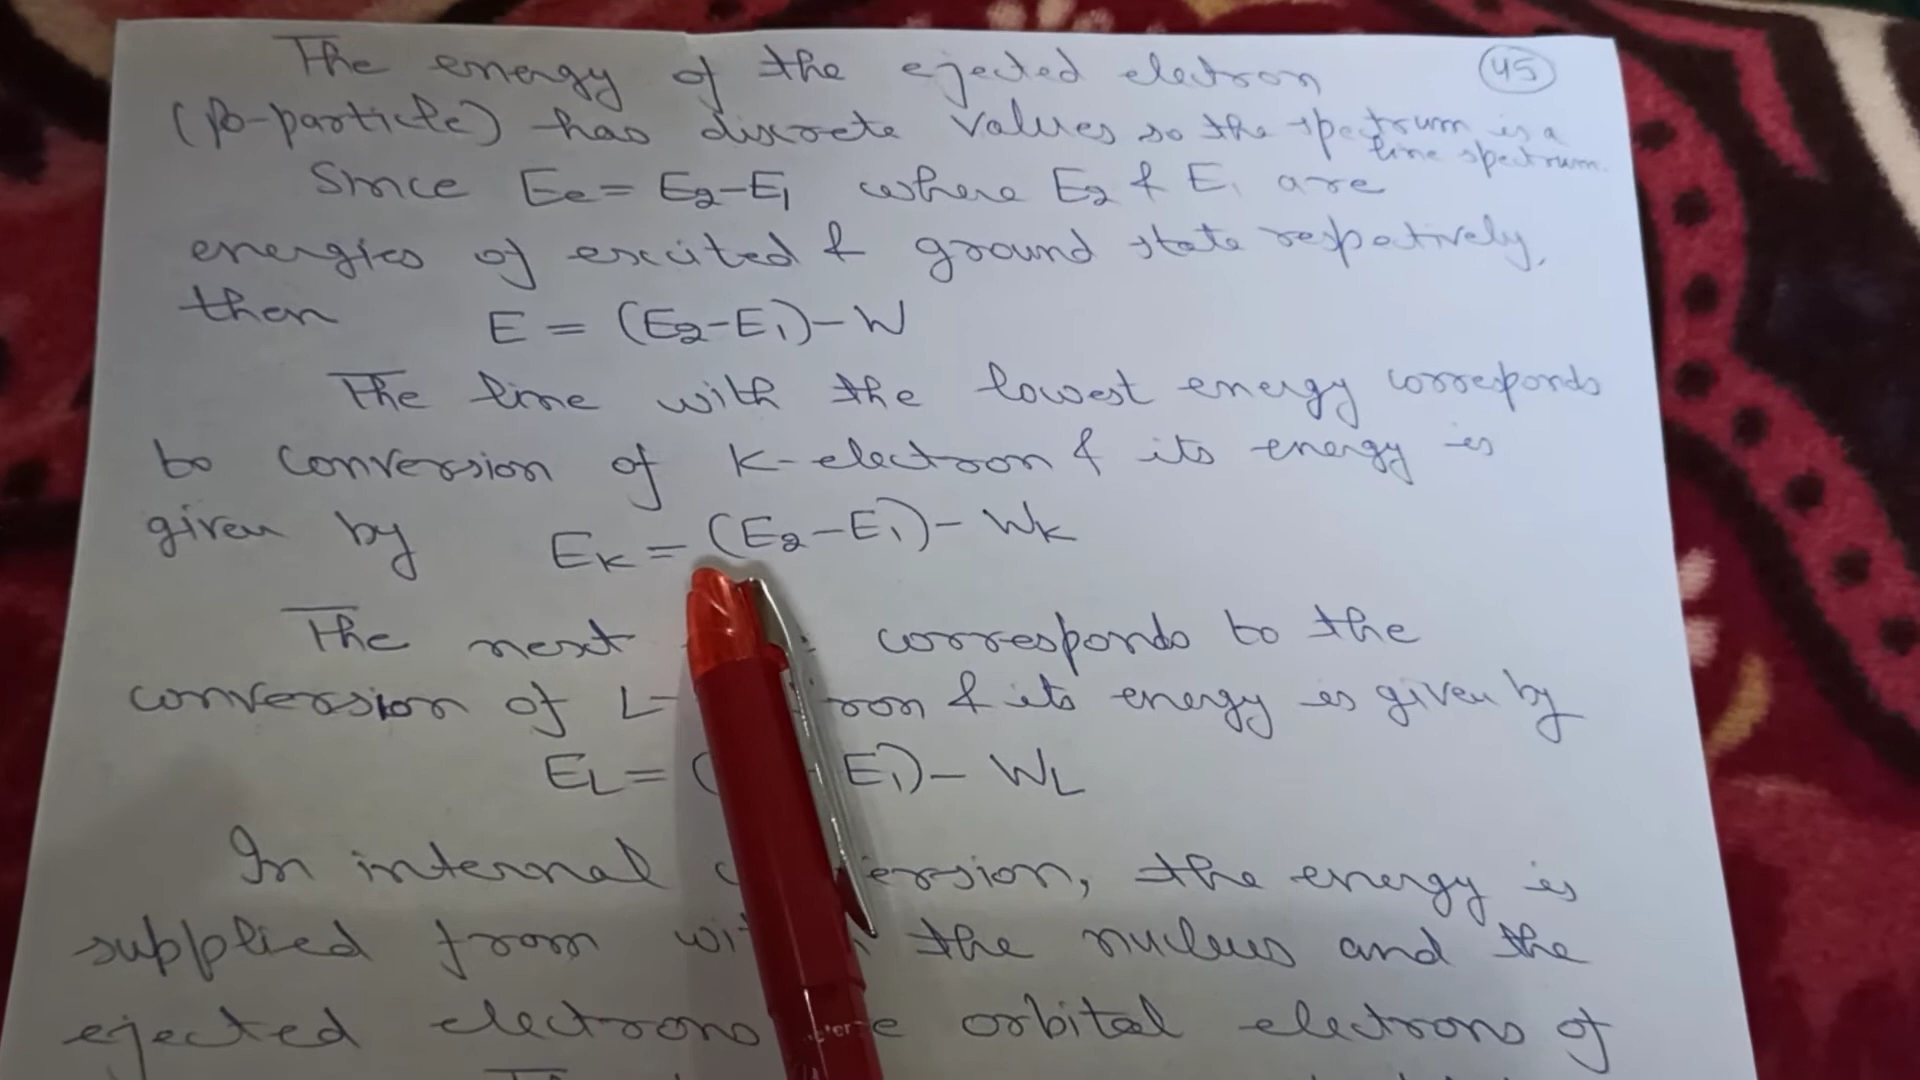 The energy of the ejected electron
45
(β-particle) has discrete values so the spectrum is a
line spectrum.
Since Ee = E2-E1 where E2 & E1 are
energies of excited & ground state respectively,
then E = (E2-E1)-W
The line with the lowest energy corresponds
to conversion of K-electron & its energy is
given by EK = (E2-E1)- WK
The next corresponds to the
conversion of L- ron & its energy is given by
EL = ( E1)- WL
In internal ersion, the energy is
supplied from wi the nucleus and the
ejected electrons e orbital electrons of